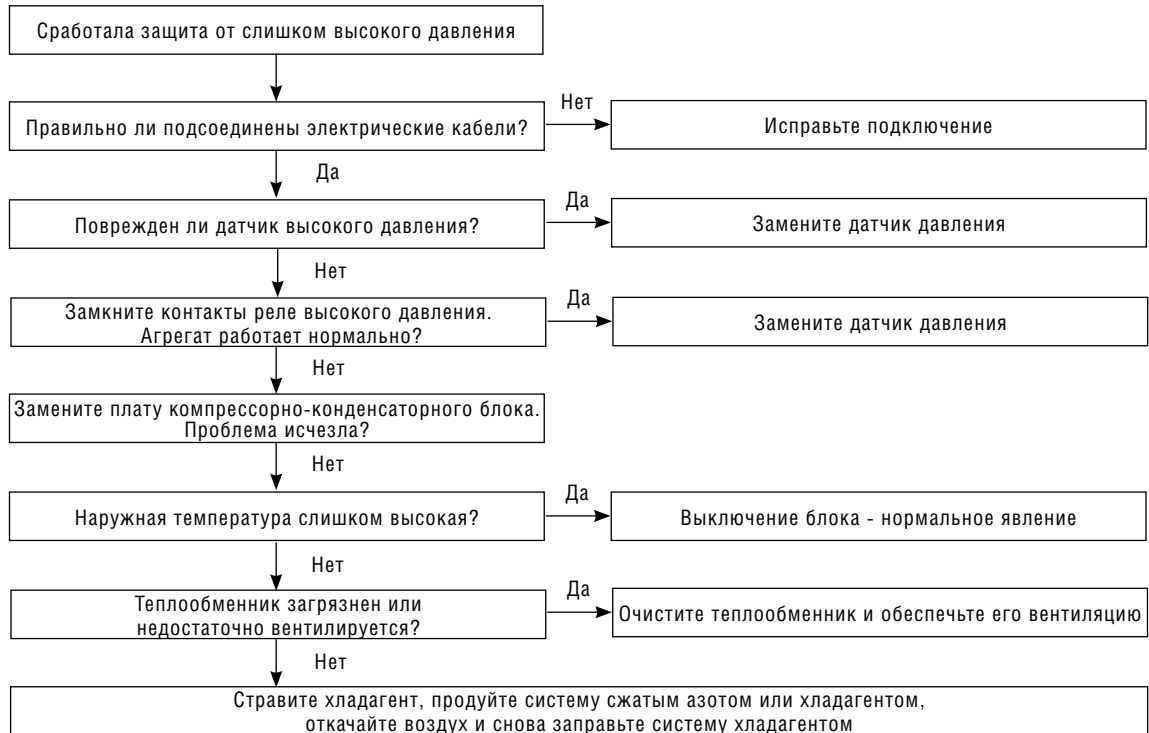 Сработала защита от слишком высокого давления
Нет
Правильно ли подсоединены электрические кабели?
Исправьте подключение
Да
Да
Поврежден ли датчик высокого давления?
Замените датчик давления
Нет
Замкните контакты реле высокого давления.
Агрегат работает нормально?
Да
Замените датчик давления
Нет
Замените плату компрессорно-конденсаторного блока.
Проблема исчезла?
Нет
Да
Наружная температура слишком высокая?
Выключение блока - нормальное явление
Нет
Теплообменник загрязнен или
недостаточно вентилируется?
Да
Очистите теплообменник и обеспечьте его вентиляцию
Нет
Стравите хладагент, продуйте систему сжатым азотом или хладагентом,
откачайте воздух и снова заправьте систему хладагентом